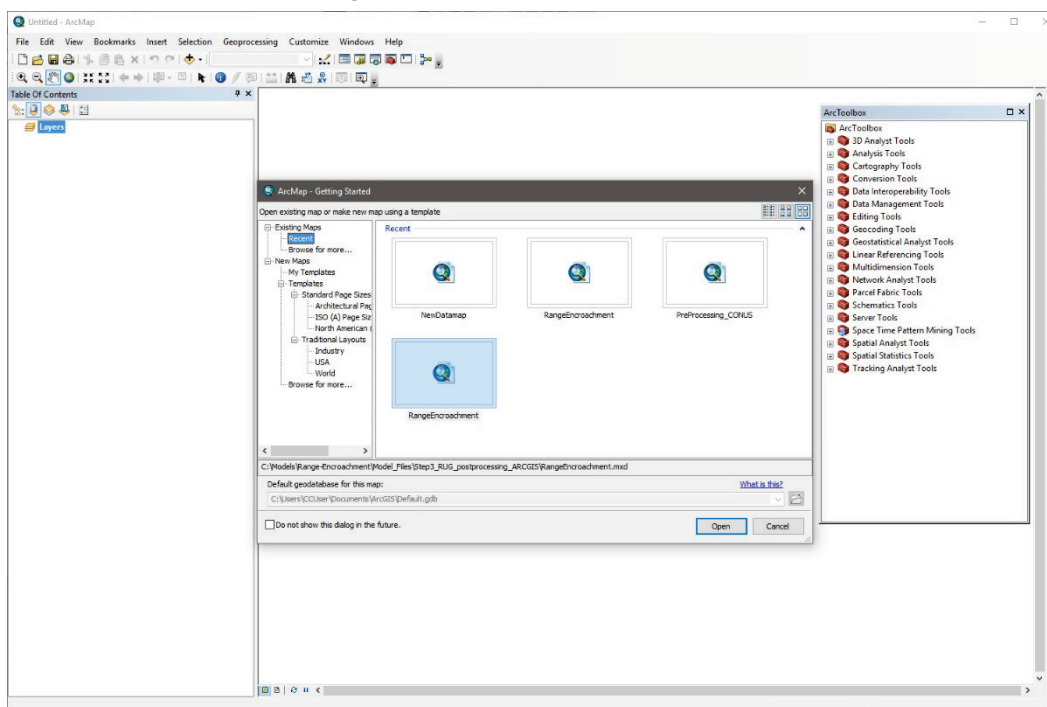 Untitled - ArcMap
File Edit View Bookmarks Insert Selection Geoprocessing Customize Windows Help
Table Of Contents
Layers
ArcToolbox
ArcToolbox
3D Analyst Tools
Analysis Tools
Cartography Tools
Conversion Tools
Data Interoperability Tools
Data Management Tools
Editing Tools
Geocoding Tools
Geostatistical Analyst Tools
Linear Referencing Tools
Multidimension Tools
Network Analyst Tools
Parcel Fabric Tools
Schematics Tools
Server Tools
Space Time Pattern Mining Tools
Spatial Analyst Tools
Spatial Statistics Tools
Tracking Analyst Tools
ArcMap - Getting Started
Open existing map or make new map using a template
Existing Maps
Recent
Browse for more...
New Maps
My Templates
Templates
Standard Page Sizes
Architectural Pag
ISO (A) Page Siz
North American (
Traditional Layouts
Industry
USA
World
Browse for more...
Recent
NewDatamap
RangeEncroachment
PreProcessing_CONUS
RangeEncroachment
C:\Models\Range-Encroachment\Model_Files\Step3_RUG_postprocessing_ARCGIS\RangeEncroachment.mxd
Default geodatabase for this map:
What is this?
C:\Users\CCUser\Documents\ArcGIS\Default.gdb
Do not show this dialog in the future.
Open
Cancel